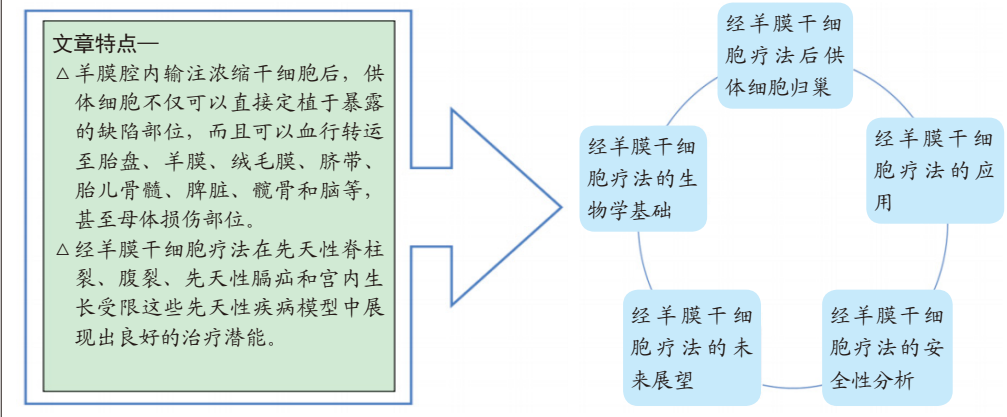 文章特点—
△羊膜腔内输注浓缩干细胞后，供
体细胞不仅可以直接定植于暴露
的缺陷部位，而且可以血行转运
至胎盘、羊膜、绒毛膜、脐带、
胎儿骨髓、脾脏、髋骨和脑等，
甚至母体损伤部位。
△经羊膜干细胞疗法在先天性脊柱
裂、腹裂、先天性膈疝和宫内生
长受限这些先天性疾病模型中展
现出良好的治疗潜能。
经羊膜干细
胞疗法后供
体细胞归巢
经羊膜干细
胞疗法的应
用
经羊膜干细
胞疗法的安
全性分析
经羊膜干细
胞疗法的未
来展望
经羊膜干细
胞疗法的生
物学基础